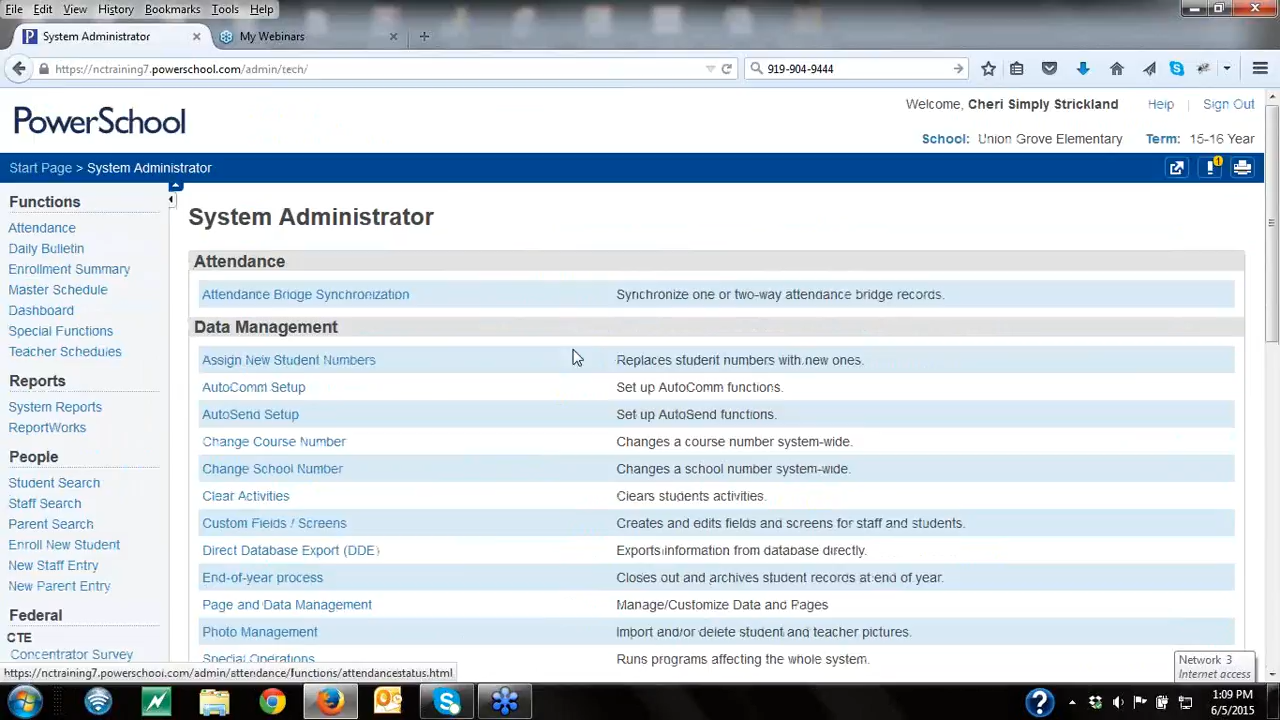 File Edit View History Bookmarks Tools Help
System Administrator × My Webinars × +
https://nctraining7.powerschool.com/admin/tech/ 919-904-9444
PowerSchool
Welcome, Cheri Simply Strickland Help Sign Out
School: Union Grove Elementary Term: 15-16 Year
Start Page > System Administrator
Functions
Attendance
Daily Bulletin
Enrollment Summary
Master Schedule
Dashboard
Special Functions
Teacher Schedules
Reports
System Reports
ReportWorks
People
Student Search
Staff Search
Parent Search
Enroll New Student
New Staff Entry
New Parent Entry
Federal
CTE
Concentrator Survey
System Administrator
Attendance
Attendance Bridge Synchronization Synchronize one or two-way attendance bridge records.
Data Management
Assign New Student Numbers Replaces student numbers with new ones.
AutoComm Setup Set up AutoComm functions.
AutoSend Setup Set up AutoSend functions.
Change Course Number Changes a course number system-wide.
Change School Number Changes a school number system-wide.
Clear Activities Clears students activities.
Custom Fields / Screens Creates and edits fields and screens for staff and students.
Direct Database Export (DDE) Exports information from database directly.
End-of-year process Closes out and archives student records at end of year.
Page and Data Management Manage/Customize Data and Pages
Photo Management Import and/or delete student and teacher pictures.
Special Operations Runs programs affecting the whole system.
https://nctraining7.powerschool.com/admin/attendance/functions/attendancestatus.html
Network 3
Internet access
1:09 PM
6/5/2015